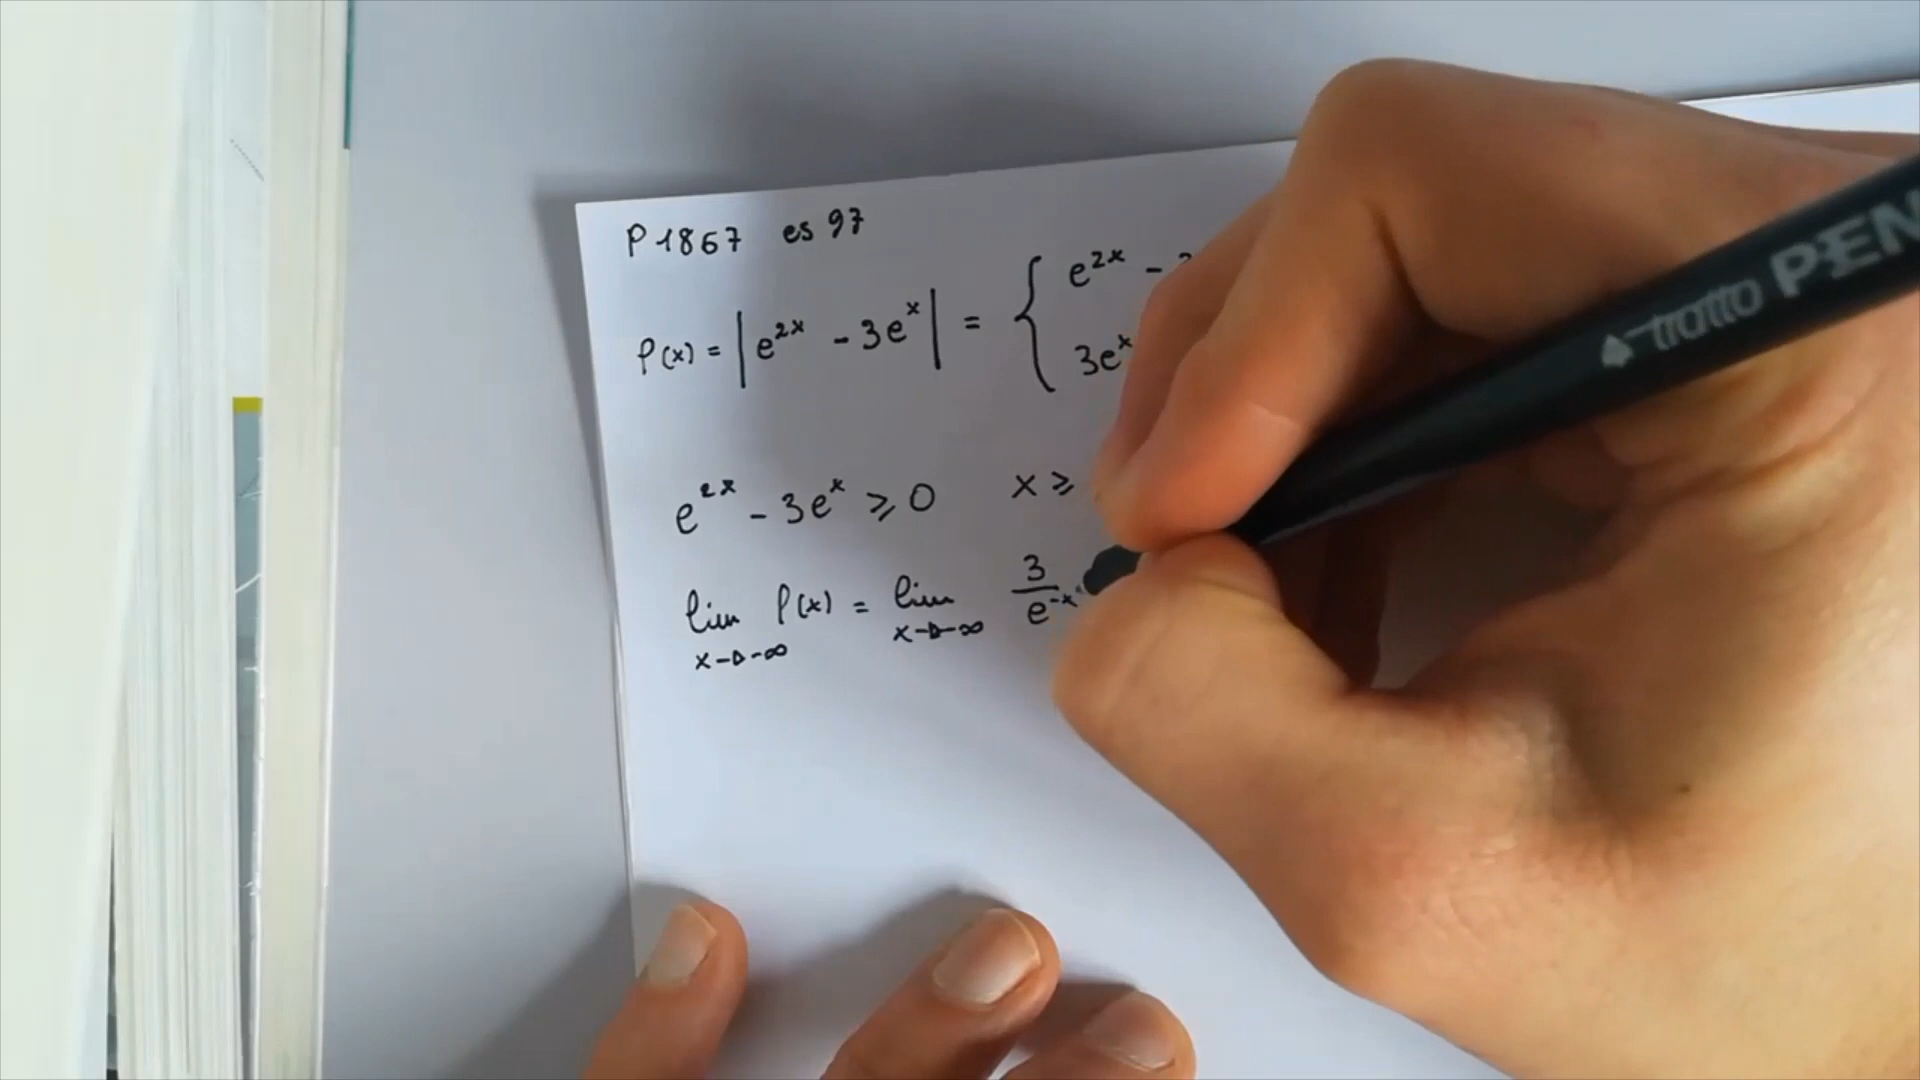 P 1867 es 97
f(x) = |e^{2x} - 3e^x| = { e^{2x} -
3e^x
e^{2x} - 3e^x ⩾ 0 x ⩾
lim x→-∞ f(x) = lim x→-∞ 3/e^{-x}
tratto PEN